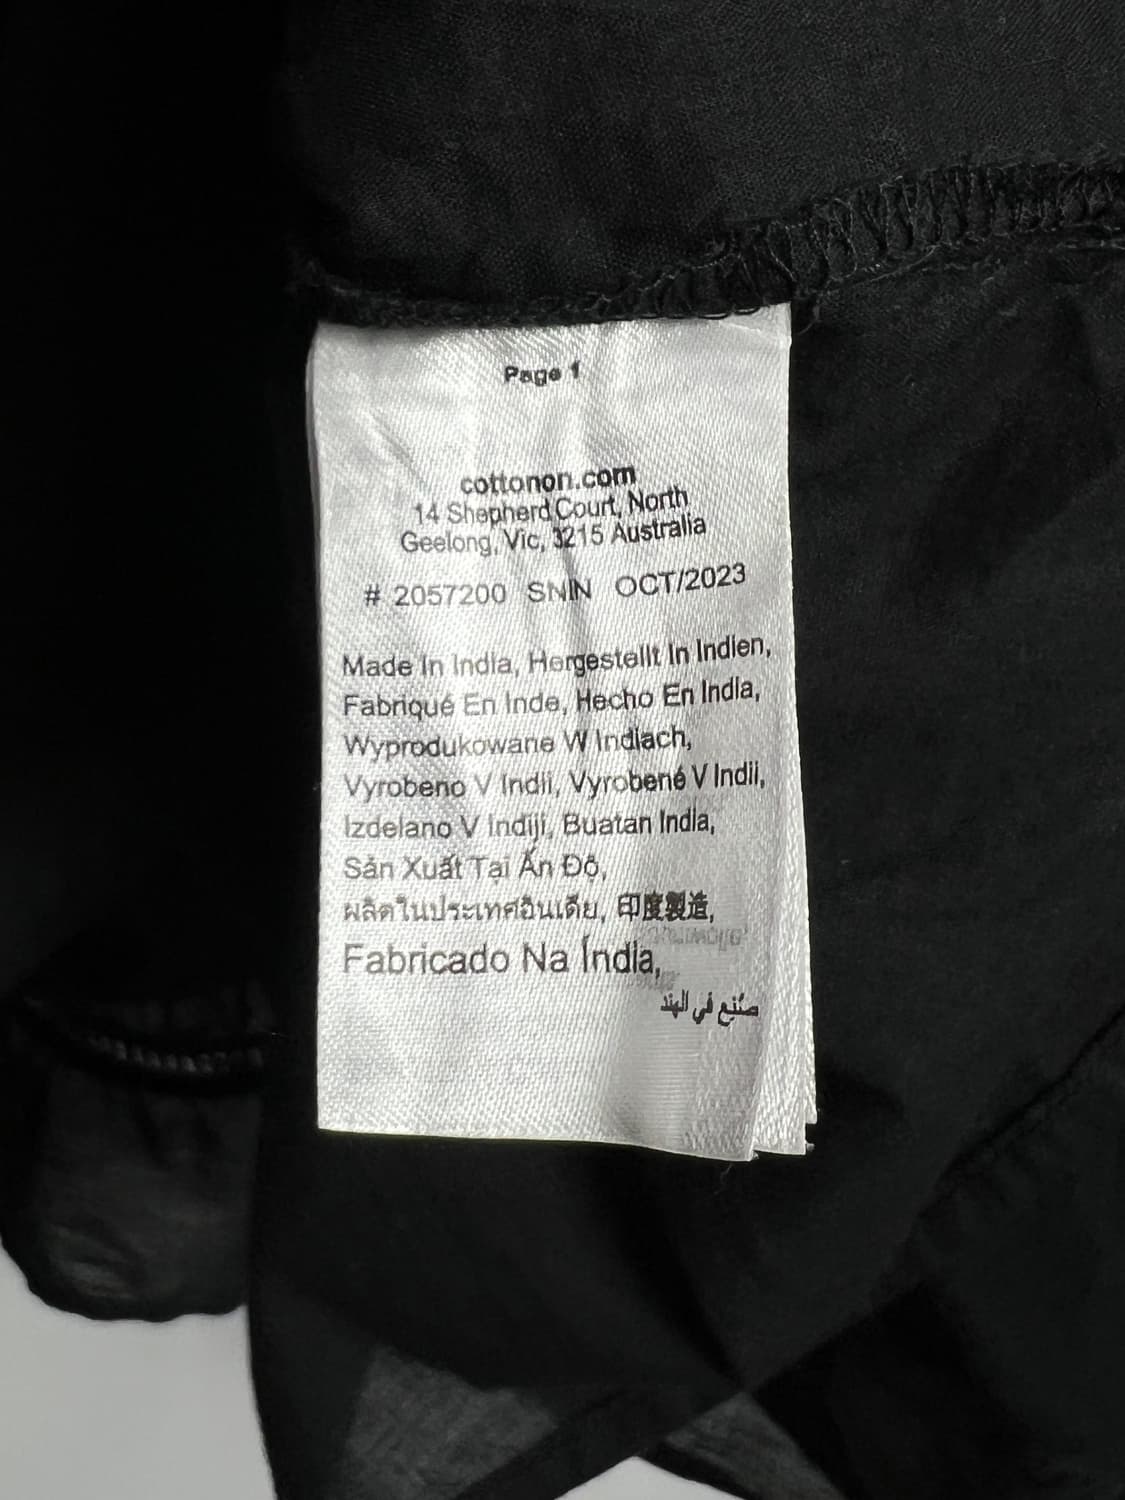 Page 1
cottonon.com
14 Shepherd Court, North
Geelong, Vic, 3215 Australia
# 2057200 SNIN OCT/2023
Made In India, Hergestellt In Indien,
Fabriqué En Inde, Hecho En India,
Wyprodukowane W Indiach,
Vyrobeno V Indii, Vyrobené V Indii,
Izdelano V Indiji, Buatan India,
Sản Xuất Tại Ấn Độ,
ผลิตในประเทศอินเดีย, 印度製造,
Fabricado Na Índia,
صُنِع في الهند